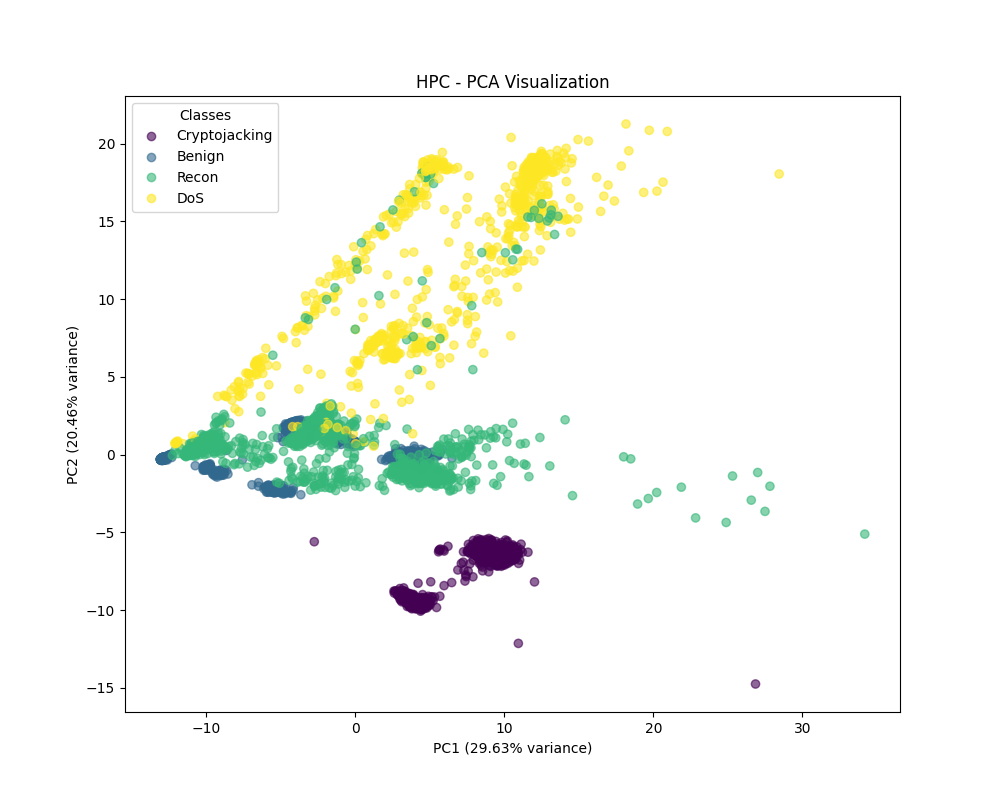 HPC - PCA Visualization
Classes
Cryptojacking
Benign
Recon
DoS
20
15
10
5
0
−5
−10
−15
PC2 (20.46% variance)
−10
0
10
20
30
PC1 (29.63% variance)